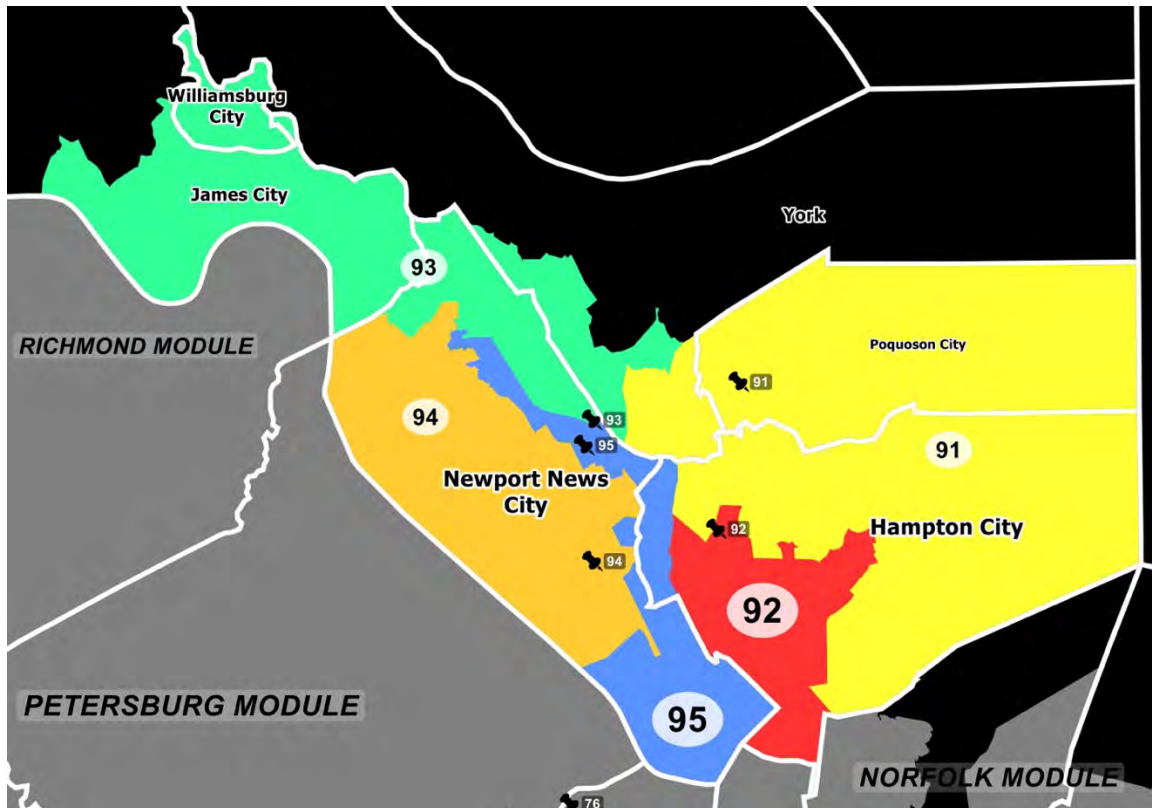 Williamsburg
City
James City
York
93
RICHMOND MODULE
Poquoson City
91
94
93
95
91
Newport News
City
92
Hampton City
94
92
PETERSBURG MODULE
95
NORFOLK MODULE
76